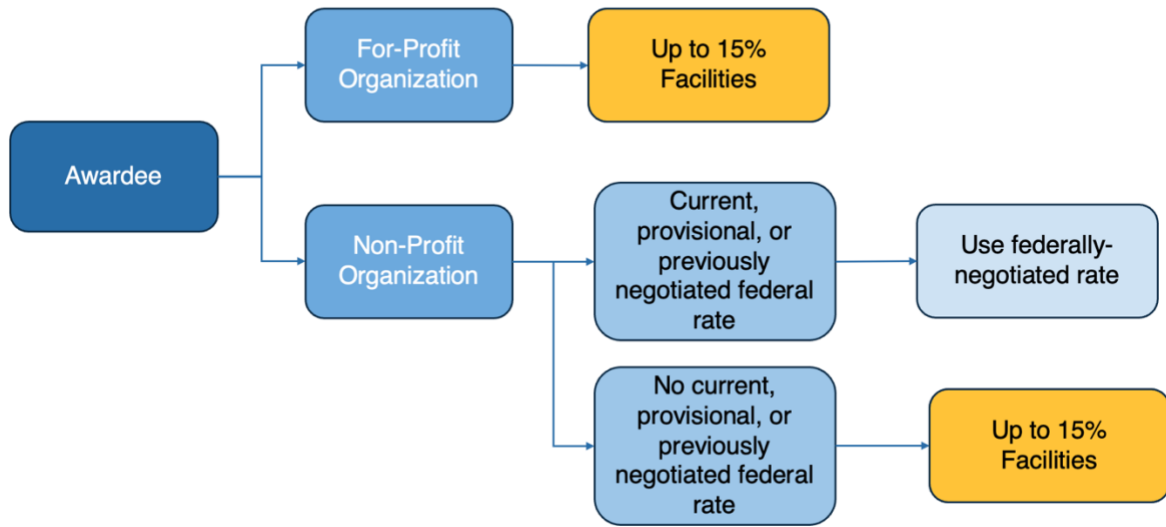 For-Profit
Organization
Up to 15%
Facilities
Awardee
Non-Profit
Organization
Current,
provisional, or
previously
negotiated federal
rate
Use federally-
negotiated rate
No current,
provisional, or
previously
negotiated federal
rate
Up to 15%
Facilities